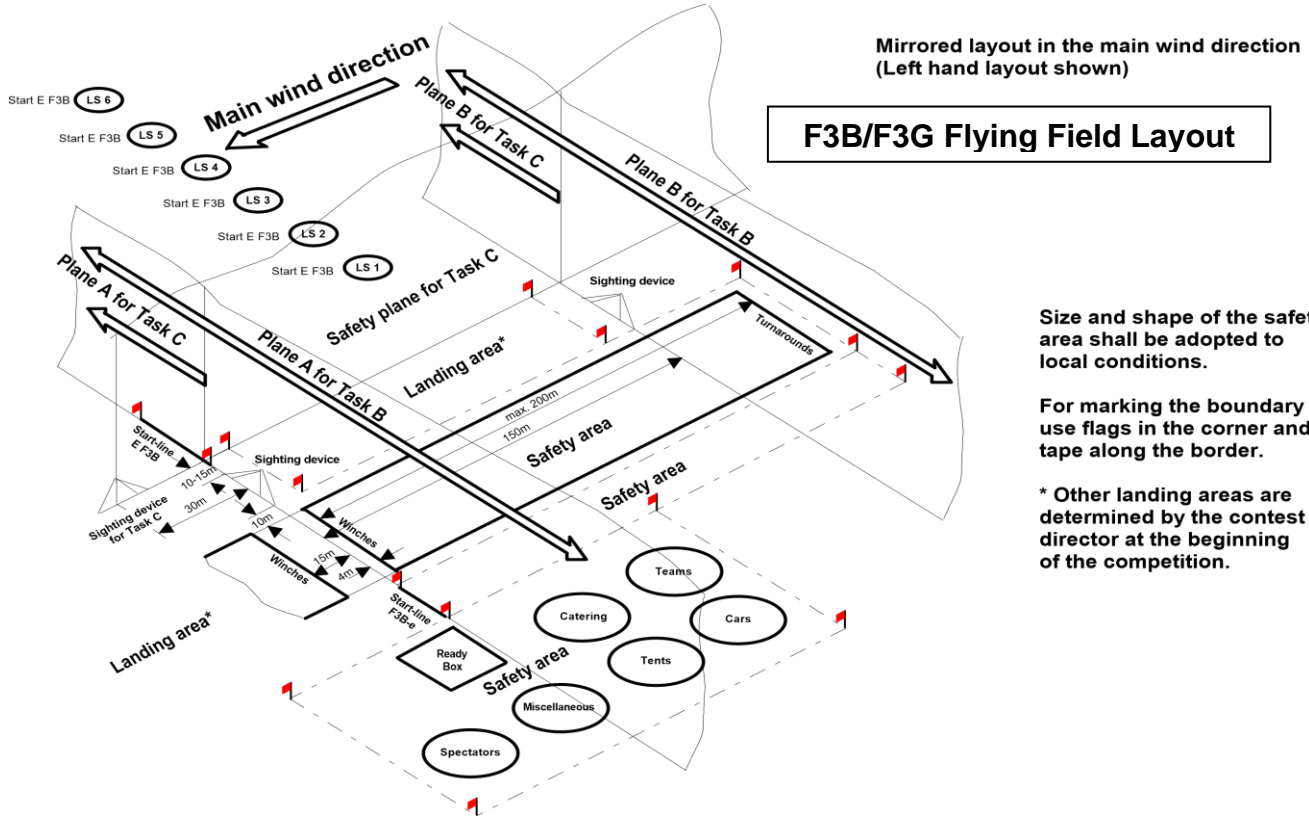 Mirrored layout in the main wind direction
(Left hand layout shown)
F3B/F3G Flying Field Layout
Main wind direction
Start E F3B
LS 6
Start E F3B
LS 5
Start E F3B
LS 4
Start E F3B
LS 3
Start E F3B
LS 2
Start E F3B
LS 1
Plane B for Task C
Plane B for Task B
Plane A for Task C
Plane A for Task B
Safety plane for Task C
Sighting device
Landing area*
Turnarounds
max. 200m
150m
Safety area
Safety area
Start-line
E F3B
Sighting device
10-15m
30m
Sighting device
for Task C
10m
Winches
Winches
15m
4m
Start-line
F3B-e
Landing area*
Ready
Box
Safety area
Teams
Catering
Cars
Tents
Miscellaneous
Spectators
Size and shape of the safet
area shall be adopted to
local conditions.
For marking the boundary
use flags in the corner and
tape along the border.
* Other landing areas are
determined by the contest
director at the beginning
of the competition.